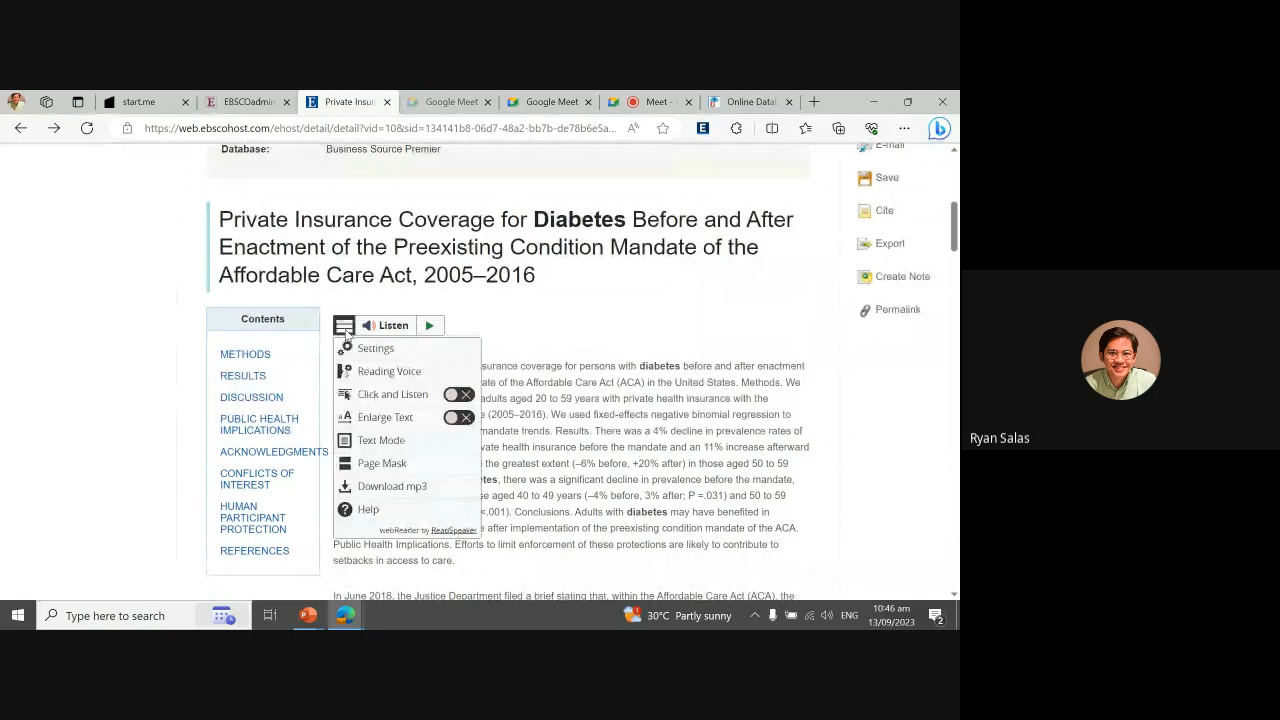 start.me
EBSCOadmin
Private Insur
Google Meet
Google Meet
Meet -
Online Datab
https://web.ebscohost.com/ehost/detail/detail?vid=10&sid=134141b8-06d7-48a2-bb7b-de78b6e5a...
Database: Business Source Premier
E-mail
Save
Cite
Export
Create Note
Permalink
Private Insurance Coverage for Diabetes Before and After
Enactment of the Preexisting Condition Mandate of the
Affordable Care Act, 2005–2016
Contents
METHODS
RESULTS
DISCUSSION
PUBLIC HEALTH
IMPLICATIONS
ACKNOWLEDGMENTS
CONFLICTS OF
INTEREST
HUMAN
PARTICIPANT
PROTECTION
REFERENCES
Listen
Settings
Reading Voice
Click and Listen
Enlarge Text
Text Mode
Page Mask
Download mp3
Help
webReader by ReadSpeaker
surance coverage for persons with diabetes before and after enactment
ate of the Affordable Care Act (ACA) in the United States. Methods. We
adults aged 20 to 59 years with private health insurance with the
e (2005–2016). We used fixed-effects negative binomial regression to
mandate trends. Results. There was a 4% decline in prevalence rates of
vate health insurance before the mandate and an 11% increase afterward
the greatest extent (–6% before, +20% after) in those aged 50 to 59
etes, there was a significant decline in prevalence before the mandate,
se aged 40 to 49 years (–4% before, 3% after; P =.031) and 50 to 59
<.001). Conclusions. Adults with diabetes may have benefited in
e after implementation of the preexisting condition mandate of the ACA.
Public Health Implications. Efforts to limit enforcement of these protections are likely to contribute to
setbacks in access to care.
In June 2018, the Justice Department filed a brief stating that, within the Affordable Care Act (ACA), the
Ryan Salas
Type here to search
30°C Partly sunny
ENG
10:46 am
13/09/2023
2